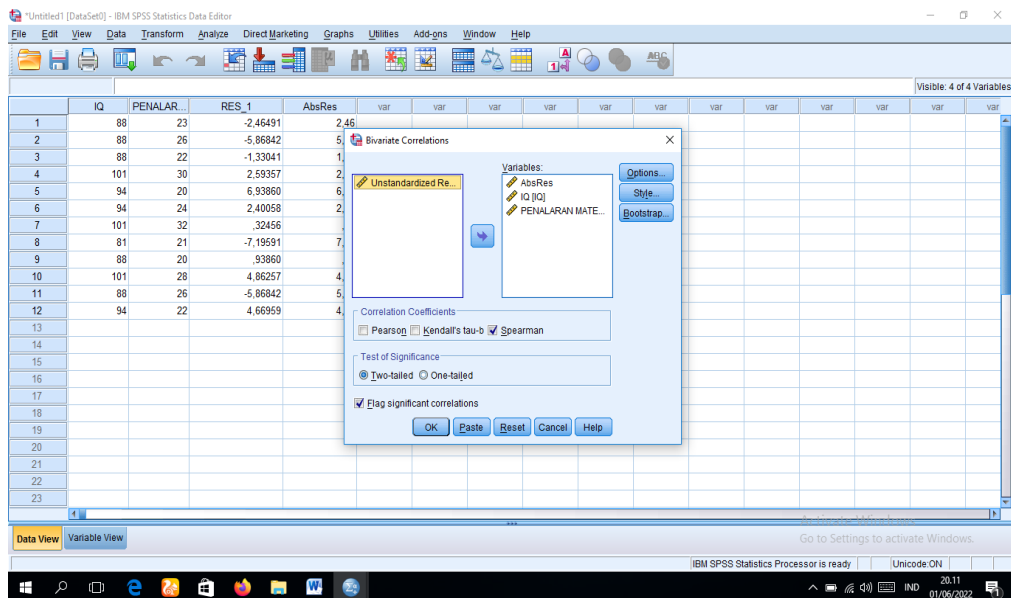 *Untitled1 [DataSet0] - IBM SPSS Statistics Data Editor
File Edit View Data Transform Analyze Direct Marketing Graphs Utilities Add-ons Window Help
Visible: 4 of 4 Variables
IQ PENALAR... RES_1 AbsRes var var var var var var var var var var var var
1 88 23 -2,46491 2,46
2 88 26 -5,86842 5,
3 88 22 -1,33041 1,
4 101 30 2,59357 2,
5 94 20 6,93860 6,
6 94 24 2,40058 2,
7 101 32 ,32456 ,
8 81 21 -7,19591 7,
9 88 20 ,93860 ,
10 101 28 4,86257 4,
11 88 26 -5,86842 5,
12 94 22 4,66959 4,
13
14
15
16
17
18
19
20
21
22
23
Bivariate Correlations
Variables:
Unstandardized Re...
AbsRes
IQ [IQ]
PENALARAN MATE...
Options...
Style...
Bootstrap...
Correlation Coefficients
Pearson Kendall's tau-b Spearman
Test of Significance
Two-tailed One-tailed
Flag significant correlations
OK Paste Reset Cancel Help
Data View Variable View
Activate Windows
Go to Settings to activate Windows.
IBM SPSS Statistics Processor is ready Unicode:ON
IND 20.11
01/06/2022